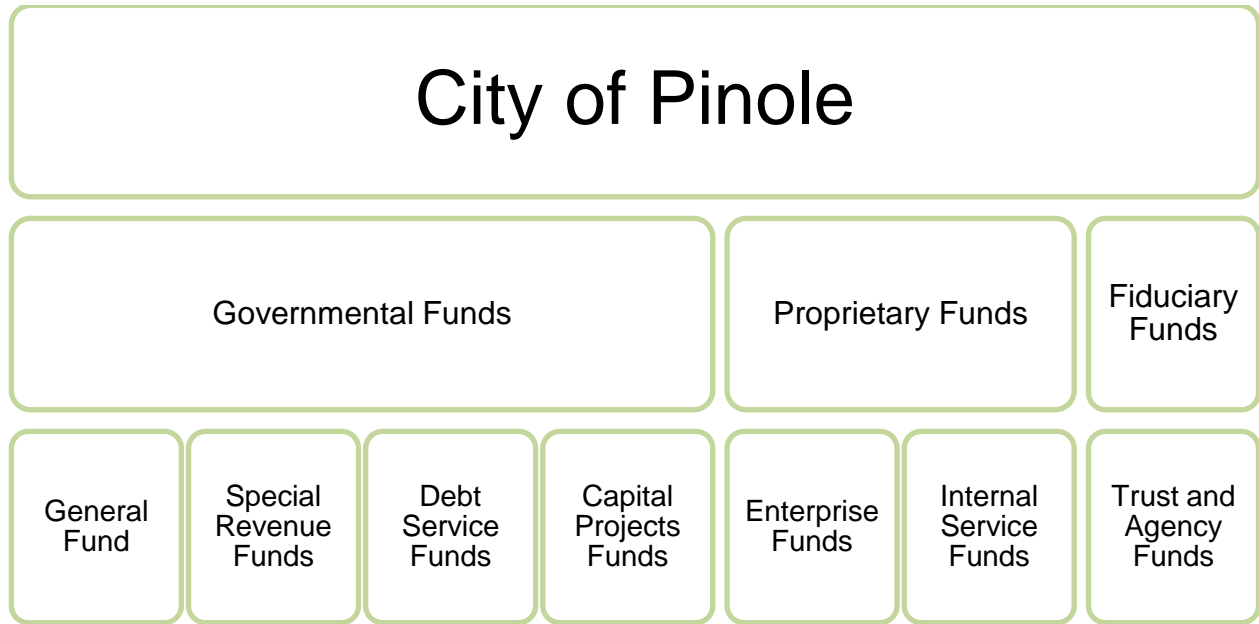 City of Pinole
Governmental Funds
Proprietary Funds
Fiduciary
Funds
General
Fund
Special
Revenue
Funds
Debt
Service
Funds
Capital
Projects
Funds
Enterprise
Funds
Internal
Service
Funds
Trust and
Agency
Funds